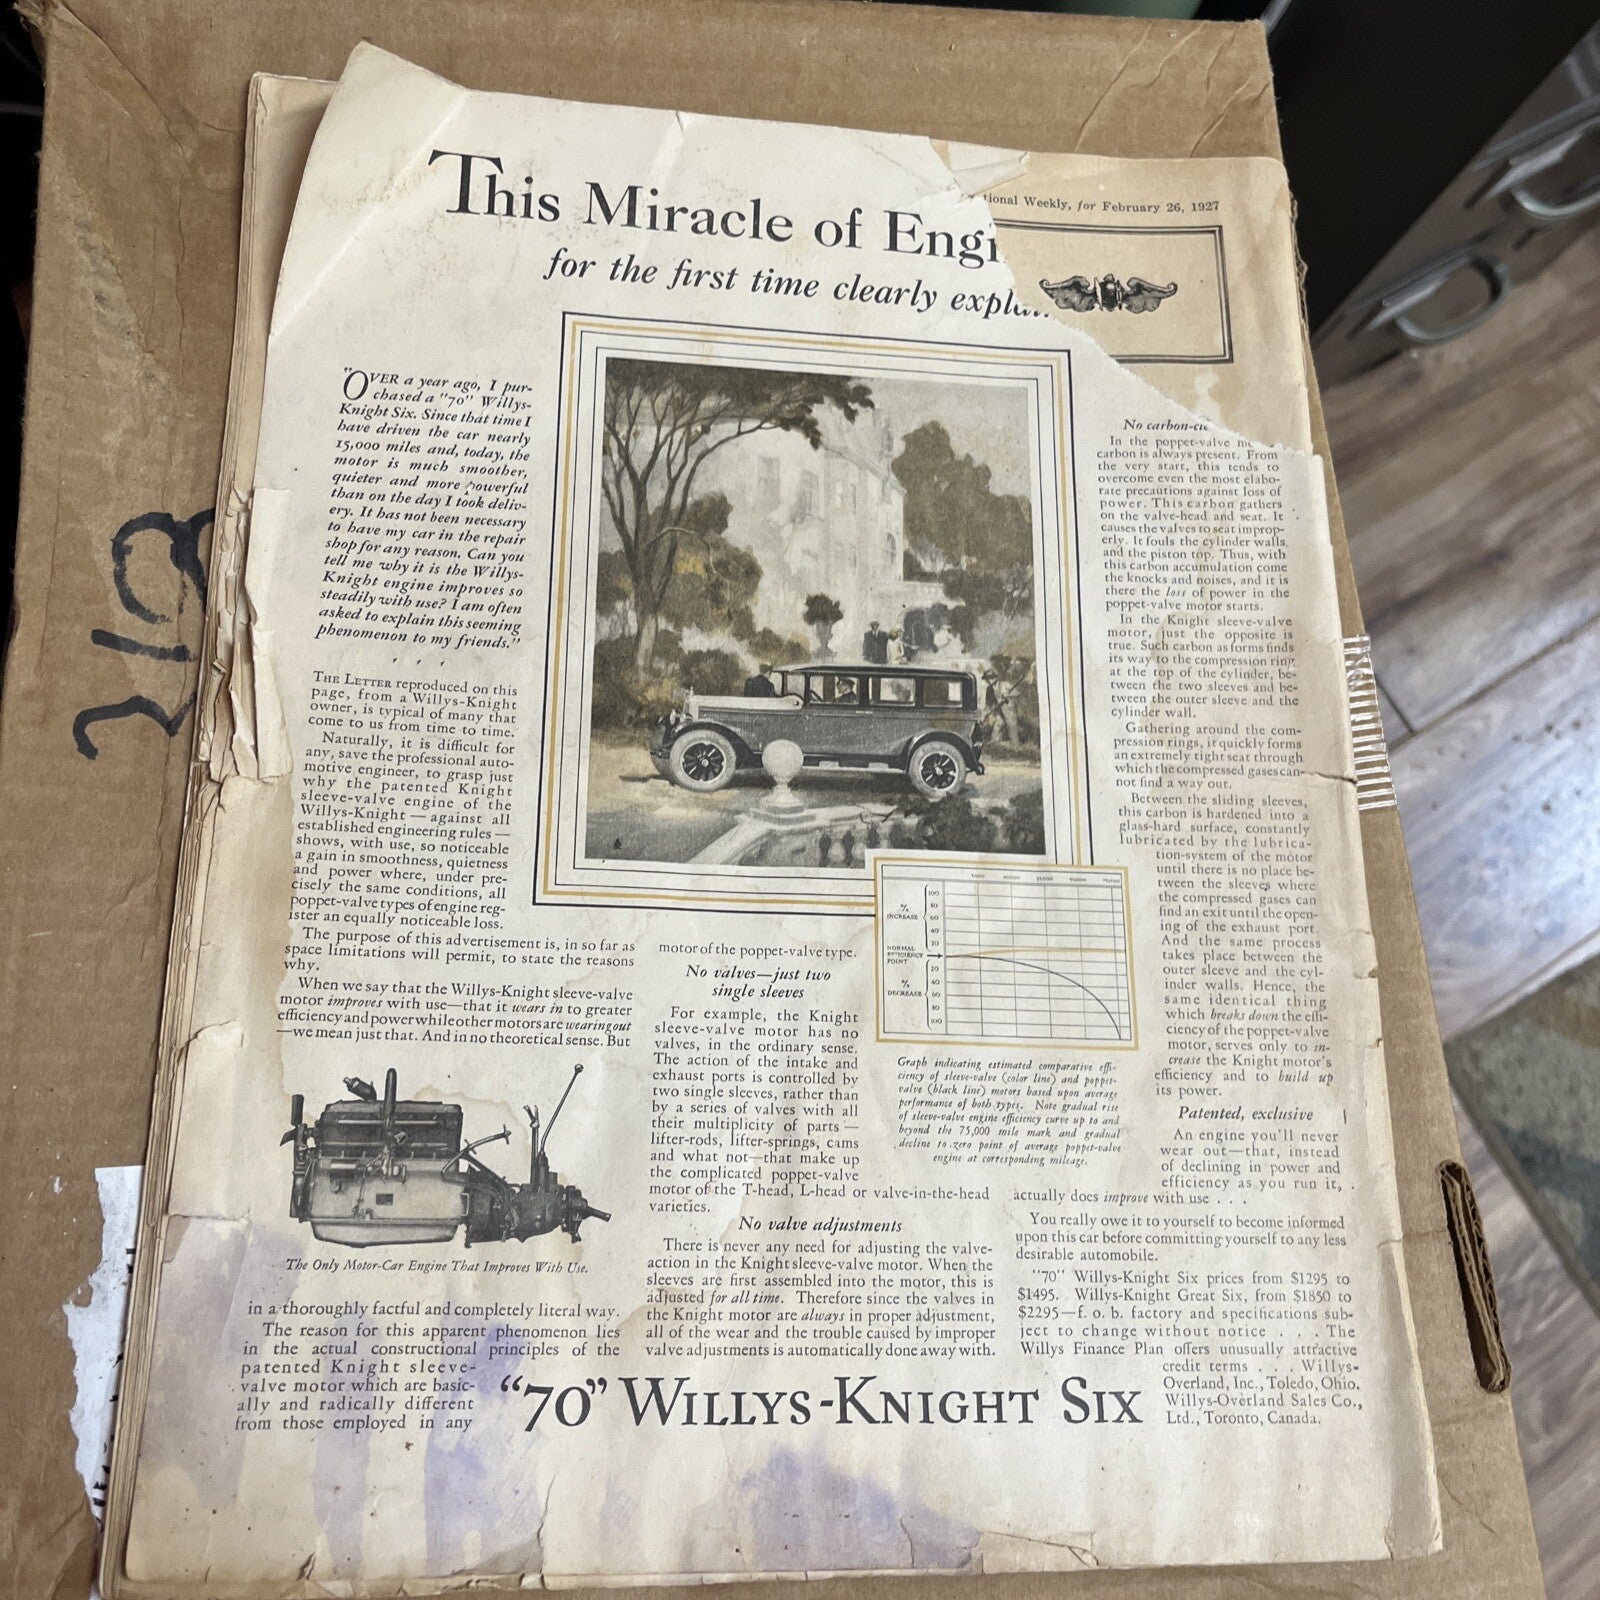 This Miracle of Engi
for the first time clearly expla
tional Weekly, for February 26, 1927
"OVER a year ago, I pur-
chased a "70" Willys-
Knight Six. Since that time I
have driven the car nearly
15,000 miles and, today, the
motor is much smoother,
quieter and more powerful
than on the day I took deliv-
ery. It has not been necessary
to have my car in the repair
shop for any reason. Can you
tell me why it is the Willys-
Knight engine improves so
steadily with use? I am often
asked to explain this seeming
phenomenon to my friends."
THE LETTER reproduced on this
page, from a Willys-Knight
owner, is typical of many that
come to us from time to time.
Naturally, it is difficult for
any, save the professional auto-
motive engineer, to grasp just
why the patented Knight
sleeve-valve engine of the
Willys-Knight — against all
established engineering rules —
shows, with use, so noticeable
a gain in smoothness, quietness
and power where, under pre-
cisely the same conditions, all
poppet-valve types of engine reg-
ister an equally noticeable loss.
The purpose of this advertisement is, in so far as
space limitations will permit, to state the reasons
why.
When we say that the Willys-Knight sleeve-valve
motor improves with use—that it wears in to greater
efficiency and power while other motors are wearing out
—we mean just that. And in no theoretical sense. But
The Only Motor-Car Engine That Improves With Use.
in a thoroughly factful and completely literal way.
The reason for this apparent phenomenon lies
in the actual constructional principles of the
patented Knight sleeve-
valve motor which are basic-
ally and radically different
from those employed in any
motor of the poppet-valve type.
No valves—just two
single sleeves
For example, the Knight
sleeve-valve motor has no
valves, in the ordinary sense.
The action of the intake and
exhaust ports is controlled by
two single sleeves, rather than
by a series of valves with all
their multiplicity of parts —
lifter-rods, lifter-springs, cams
and what not—that make up
the complicated poppet-valve
motor of the T-head, L-head or valve-in-the-head
varieties.
No valve adjustments
There is never any need for adjusting the valve-
action in the Knight sleeve-valve motor. When the
sleeves are first assembled into the motor, this is
adjusted for all time. Therefore since the valves in
the Knight motor are always in proper adjustment,
all of the wear and the trouble caused by improper
valve adjustments is automatically done away with.
% INCREASE
100
80
60
40
20
NORMAL
EFFICIENCY
POINT
% DECREASE
20
40
60
80
100
Graph indicating estimated comparative effi-
ciency of sleeve-valve (color line) and poppet-
valve (black line) motors based upon average
performance of both types. Note gradual rise
of sleeve-valve engine efficiency curve up to and
beyond the 75,000 mile mark and gradual
decline to zero point of average poppet-valve
engine at corresponding mileage.
No carbon-
In the poppet-valve
carbon is always present. From
the very start, this tends to
overcome even the most elabo-
rate precautions against loss of
power. This carbon gathers
on the valve-head and seat. It
causes the valves to seat improp-
erly. It fouls the cylinder walls,
and the piston top. Thus, with
this carbon accumulation come
the knocks and noises, and it is
there the loss of power in the
poppet-valve motor starts.
In the Knight sleeve-valve
motor, just the opposite is
true. Such carbon as forms finds
its way to the compression ring
at the top of the cylinder, be-
tween the two sleeves and be-
tween the outer sleeve and the
cylinder wall.
Gathering around the com-
pression rings, it quickly forms
an extremely tight seat through
which the compressed gases can-
not find a way out.
Between the sliding sleeves,
this carbon is hardened into a
glass-hard surface, constantly
lubricated by the lubrica-
tion-system of the motor
until there is no place be-
tween the sleeves where
the compressed gases can
find an exit until the open-
ing of the exhaust port.
And the same process
takes place between the
outer sleeve and the cyl-
inder walls. Hence, the
same identical thing
which breaks down the effi-
ciency of the poppet-valve
motor, serves only to in-
crease the Knight motor's
efficiency and to build up
its power.
Patented, exclusive
An engine you'll never
wear out—that, instead
of declining in power and
efficiency as you run it,
actually does improve with use . . .
You really owe it to yourself to become informed
upon this car before committing yourself to any less
desirable automobile.
"70" Willys-Knight Six prices from $1295 to
$1495. Willys-Knight Great Six, from $1850 to
$2295—f. o. b. factory and specifications sub-
ject to change without notice . . . The
Willys Finance Plan offers unusually attractive
credit terms . . . Willys-
Overland, Inc., Toledo, Ohio.
Willys-Overland Sales Co.,
Ltd., Toronto, Canada.
"70" WILLYS-KNIGHT SIX